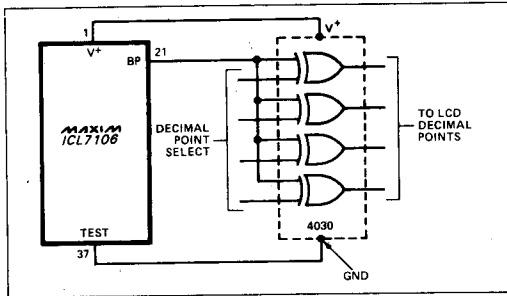 1
V+
V+
BP
21
MAXIM
ICL7106
DECIMAL
POINT
SELECT
TO LCD
DECIMAL
POINTS
TEST
4030
37
GND